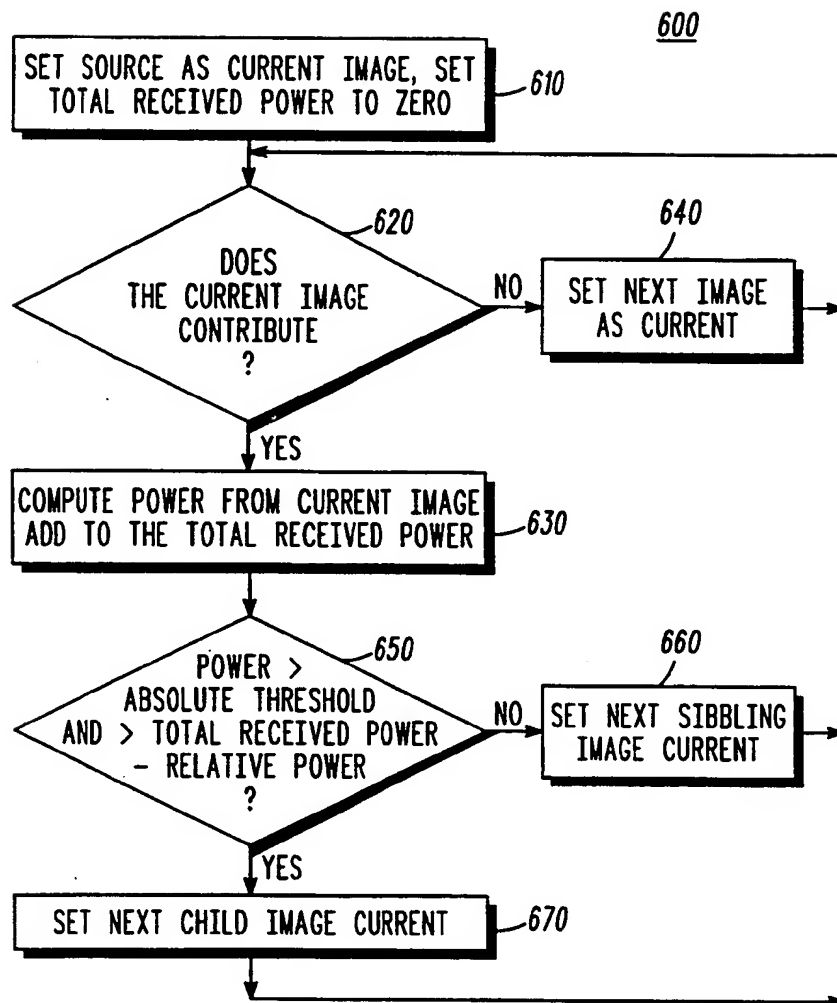 600
SET SOURCE AS CURRENT IMAGE, SET
TOTAL RECEIVED POWER TO ZERO
610
620
DOES
THE CURRENT IMAGE
CONTRIBUTE
?
NO
640
SET NEXT IMAGE
AS CURRENT
YES
COMPUTE POWER FROM CURRENT IMAGE
ADD TO THE TOTAL RECEIVED POWER
630
650
POWER >
ABSOLUTE THRESHOLD
AND > TOTAL RECEIVED POWER
– RELATIVE POWER
?
NO
660
SET NEXT SIBBLING
IMAGE CURRENT
YES
SET NEXT CHILD IMAGE CURRENT
670